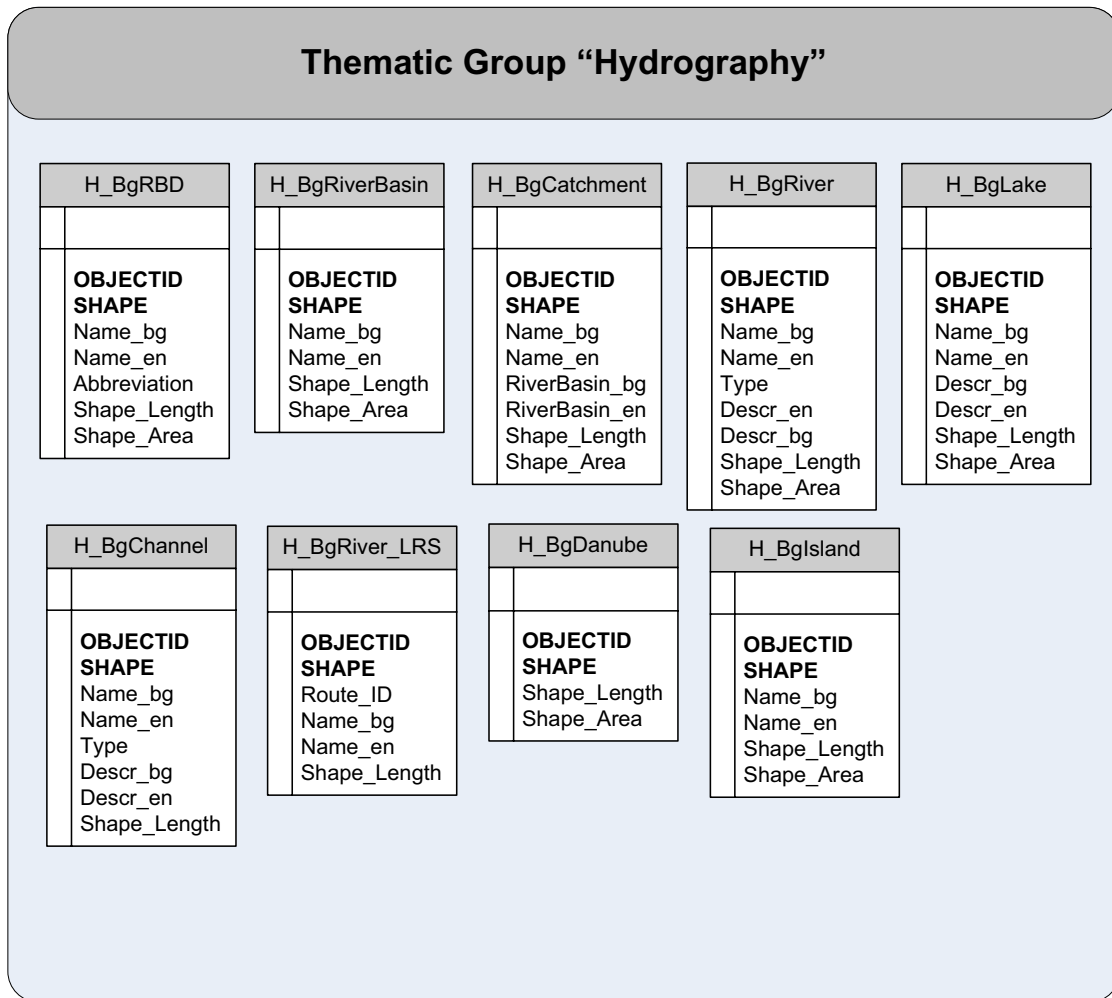 Thematic Group “Hydrography”
H_BgRBD
OBJECTID
SHAPE
Name_bg
Name_en
Abbreviation
Shape_Length
Shape_Area
H_BgRiverBasin
OBJECTID
SHAPE
Name_bg
Name_en
Shape_Length
Shape_Area
H_BgCatchment
OBJECTID
SHAPE
Name_bg
Name_en
RiverBasin_bg
RiverBasin_en
Shape_Length
Shape_Area
H_BgRiver
OBJECTID
SHAPE
Name_bg
Name_en
Type
Descr_en
Descr_bg
Shape_Length
Shape_Area
H_BgLake
OBJECTID
SHAPE
Name_bg
Name_en
Descr_bg
Descr_en
Shape_Length
Shape_Area
H_BgChannel
OBJECTID
SHAPE
Name_bg
Name_en
Type
Descr_bg
Descr_en
Shape_Length
H_BgRiver_LRS
OBJECTID
SHAPE
Route_ID
Name_bg
Name_en
Shape_Length
H_BgDanube
OBJECTID
SHAPE
Shape_Length
Shape_Area
H_BgIsland
OBJECTID
SHAPE
Name_bg
Name_en
Shape_Length
Shape_Area